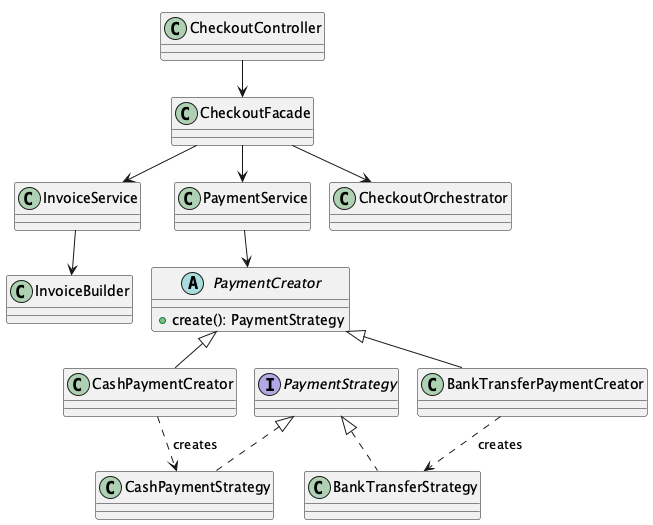 C CheckoutController
C CheckoutFacade
C InvoiceService
C PaymentService
C CheckoutOrchestrator
C InvoiceBuilder
A PaymentCreator
create(): PaymentStrategy
C CashPaymentCreator
I PaymentStrategy
C BankTransferPaymentCreator
creates
creates
C CashPaymentStrategy
C BankTransferStrategy